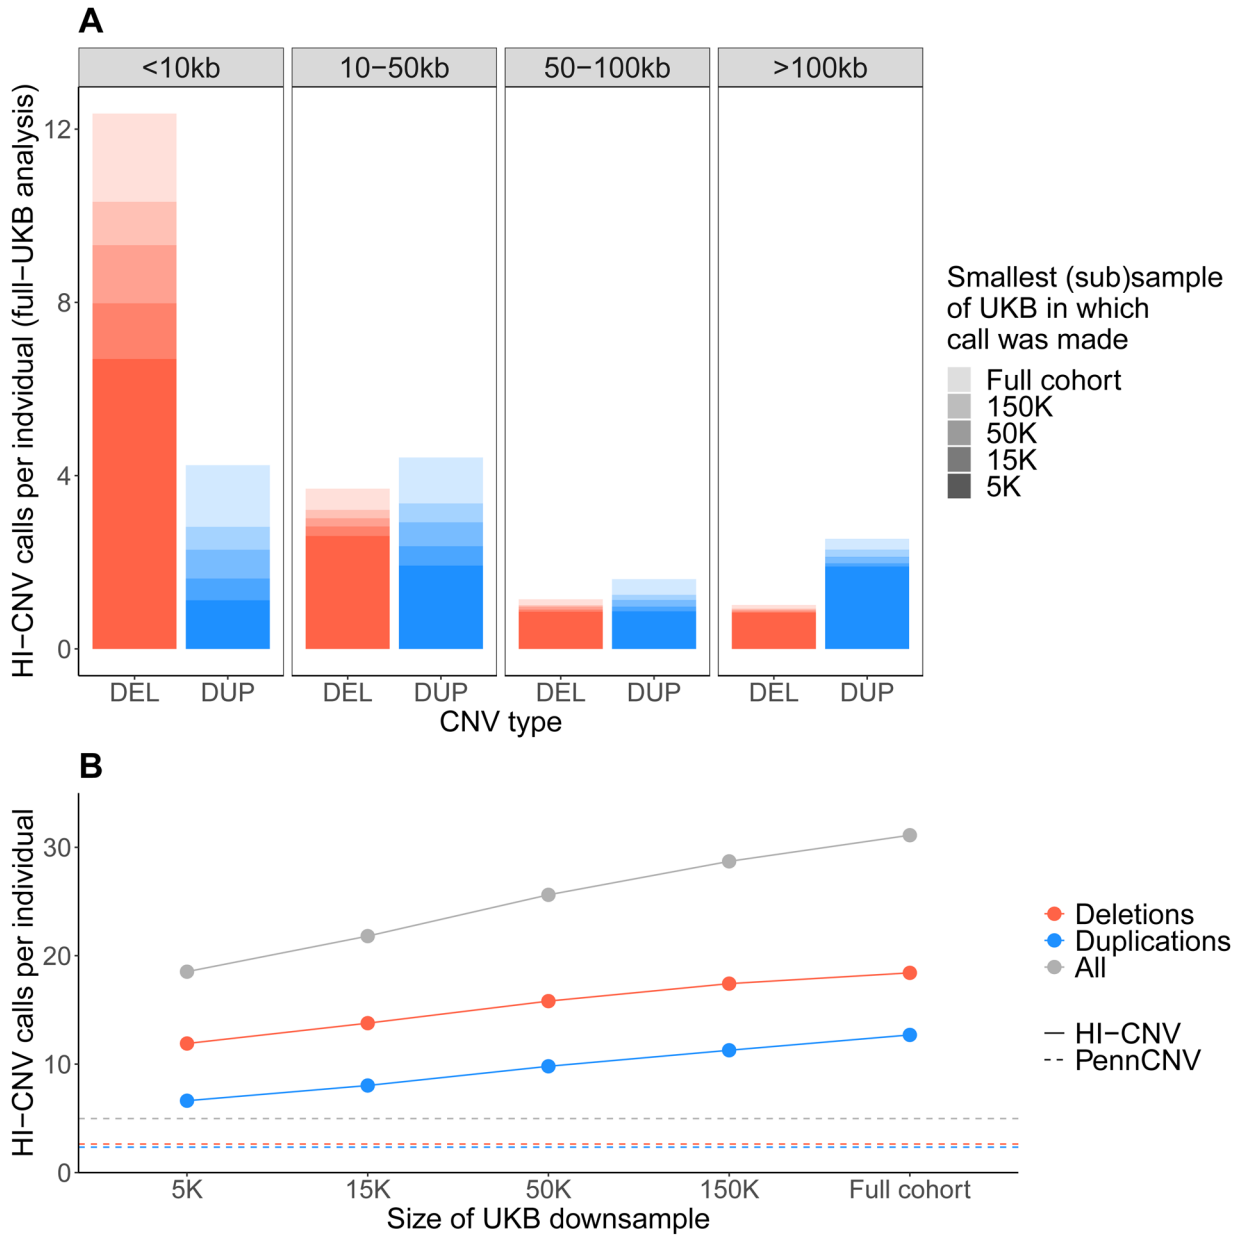 A
<10kb
10−50kb
50−100kb
>100kb
HI−CNV calls per indvidual (full−UKB analysis)
12
8
4
0
DEL
DUP
DEL
DUP
DEL
DUP
DEL
DUP
CNV type
Smallest (sub)sample
of UKB in which
call was made
Full cohort
150K
50K
15K
5K
B
HI−CNV calls per individual
30
20
10
0
5K
15K
50K
150K
Full cohort
Size of UKB downsample
Deletions
Duplications
All
HI−CNV
PennCNV